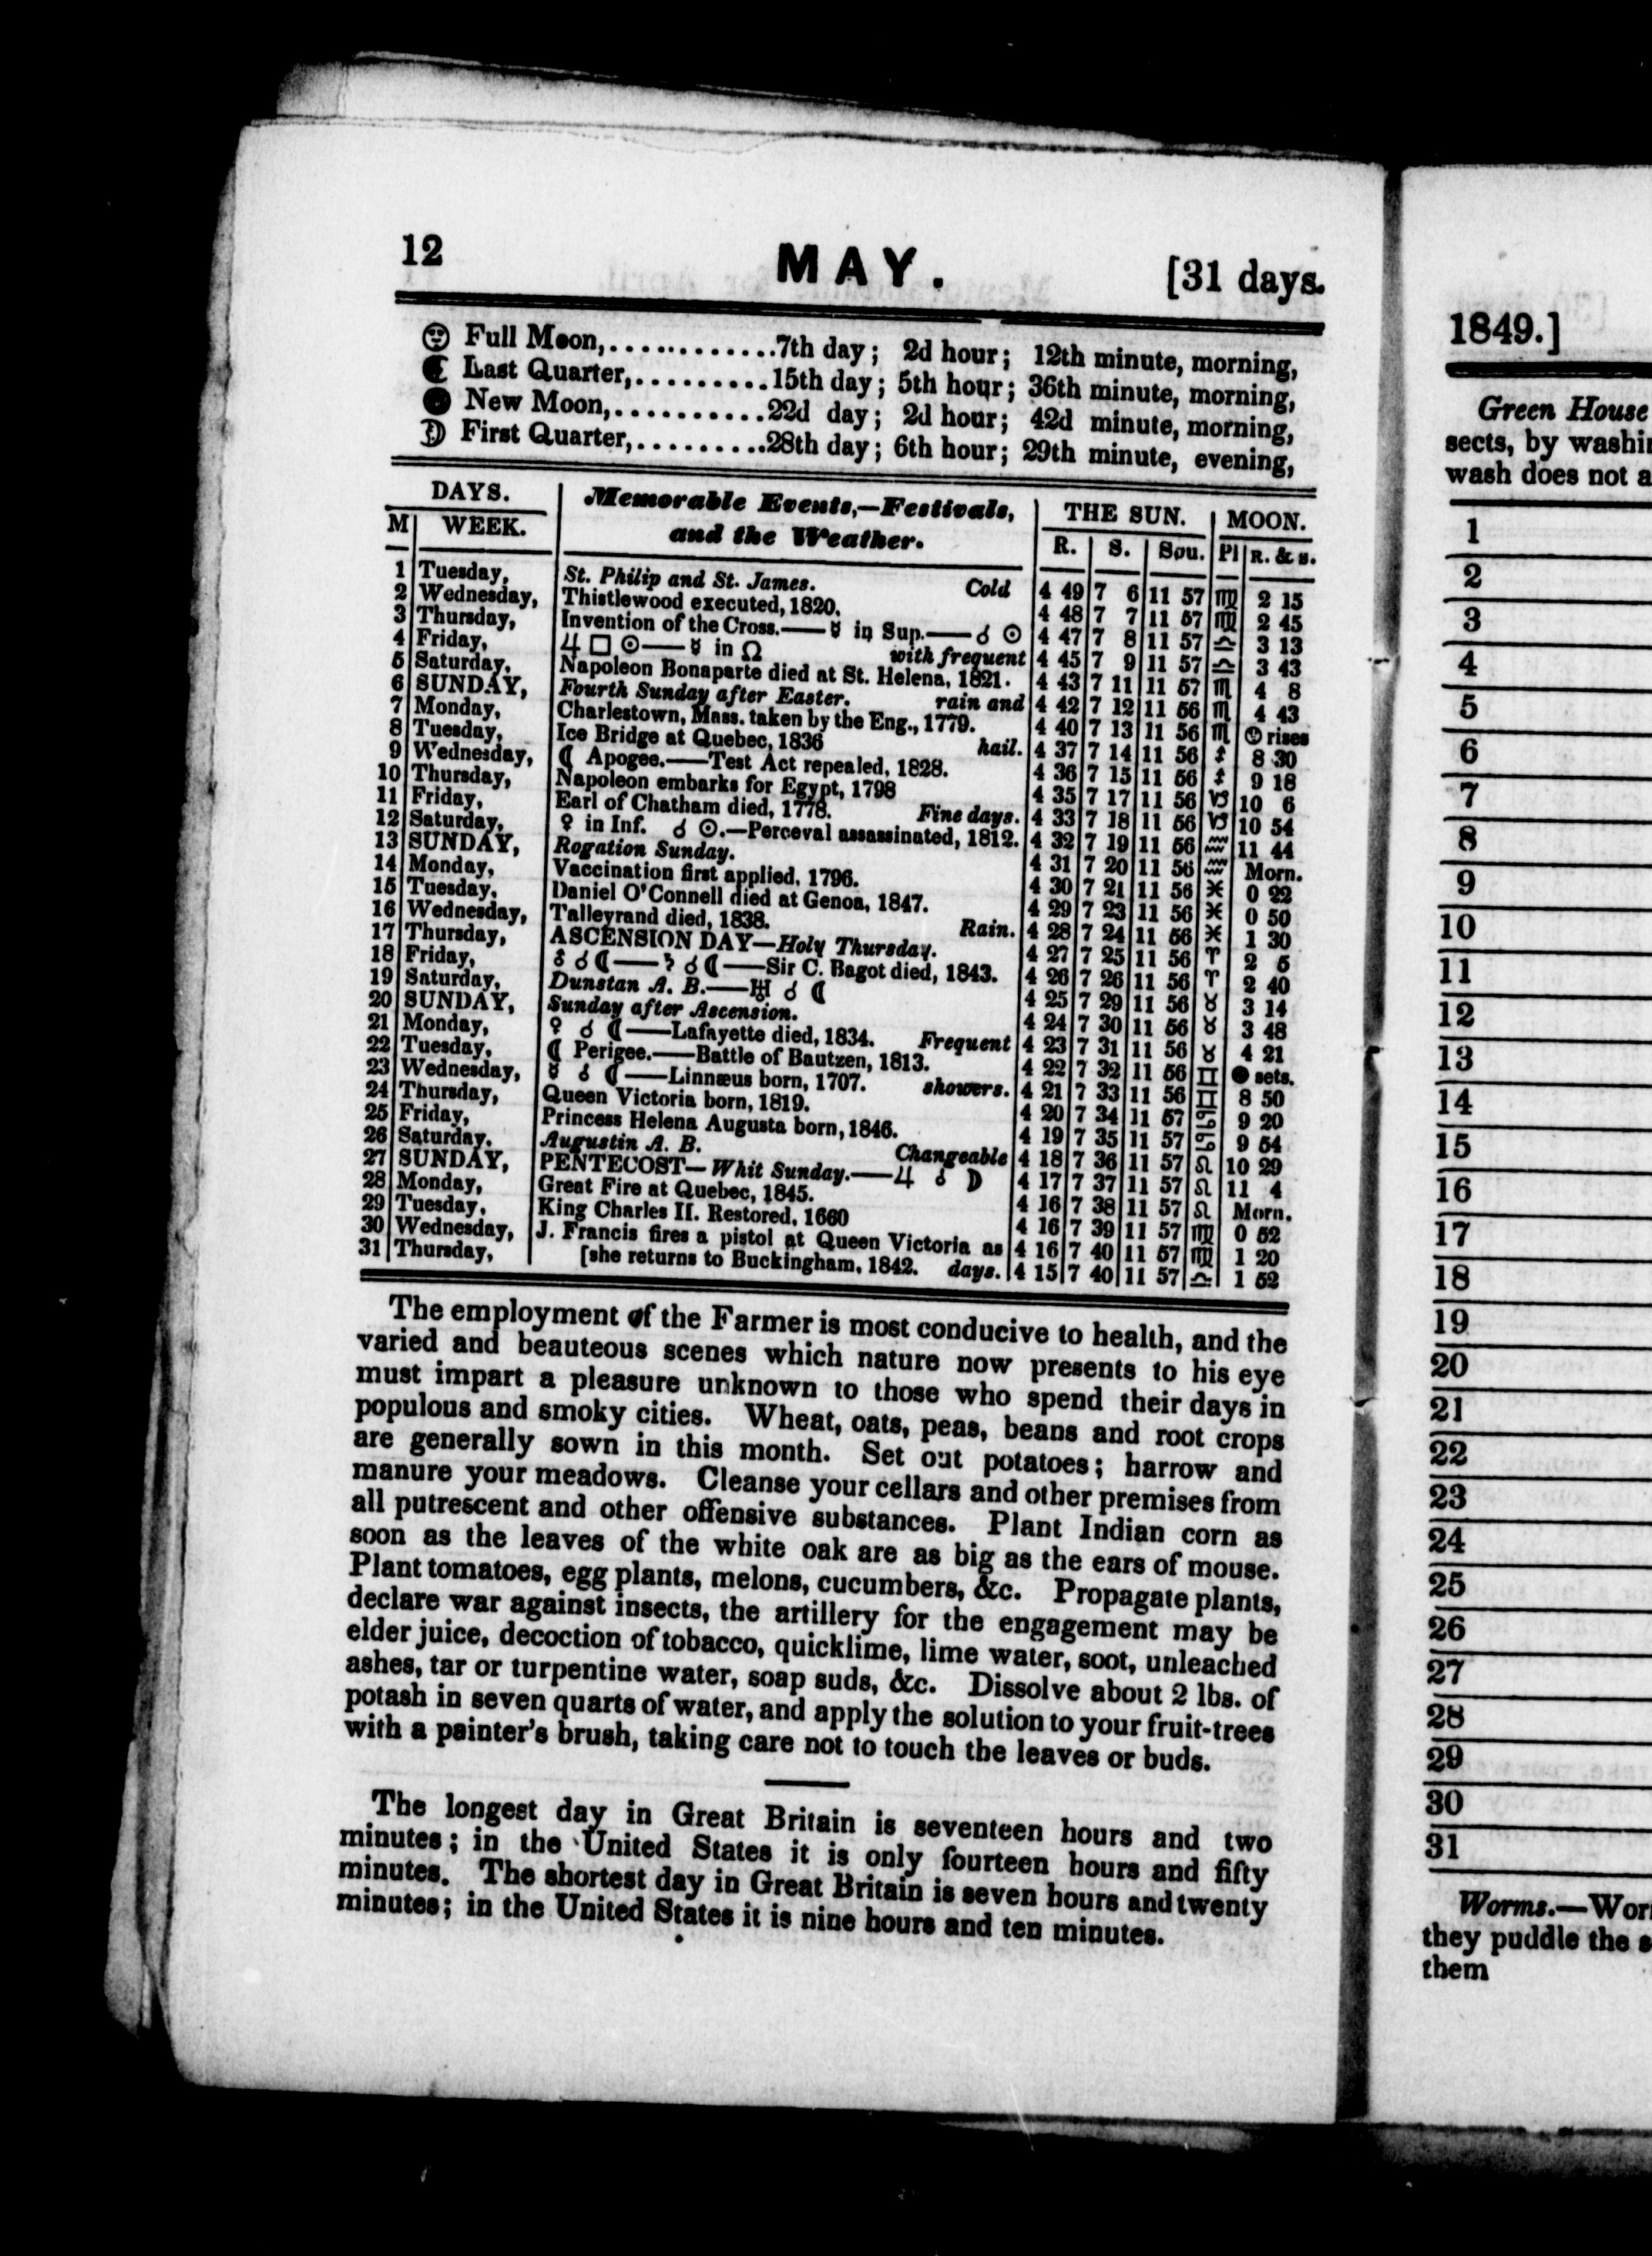 12 MAY. [31 days.
Full Moon,.............7th day; 2d hour; 12th minute, morning,
Last Quarter,..........15th day; 5th hour; 36th minute, morning,
New Moon,...........22d day; 2d hour; 42d minute, morning,
First Quarter,..........28th day; 6th hour; 29th minute, evening,
DAYS. Memorable Events,—Festivals, and the Weather. THE SUN. MOON.
M WEEK. R. S. Sou. Pl R. & s.
1 Tuesday, St. Philip and St. James. Cold 4 49 7 6 11 57 ♍ 2 15
2 Wednesday, Thistlewood executed, 1820. 4 48 7 7 11 57 ♍ 2 45
3 Thursday, Invention of the Cross.——☿ in Sup.——☌ ☉ 4 47 7 8 11 57 ♎ 3 13
4 Friday, ♃ □ ☉——☿ in ☊ with frequent 4 45 7 9 11 57 ♎ 3 43
5 Saturday, Napoleon Bonaparte died at St. Helena, 1821. 4 43 7 11 11 57 ♏ 4 8
6 SUNDAY, Fourth Sunday after Easter. rain and 4 42 7 12 11 56 ♏ 4 43
7 Monday, Charlestown, Mass. taken by the Eng., 1779. 4 40 7 13 11 56 ♏ rises
8 Tuesday, Ice Bridge at Quebec, 1836 hail. 4 37 7 14 11 56 ♐ 8 30
9 Wednesday, ☾ Apogee.——Test Act repealed, 1828. 4 36 7 15 11 56 ♐ 9 18
10 Thursday, Napoleon embarks for Egypt, 1798 4 35 7 17 11 56 ♑ 10 6
11 Friday, Earl of Chatham died, 1778. Fine days. 4 33 7 18 11 56 ♑ 10 54
12 Saturday, ♀ in Inf. ☌ ☉.—Perceval assassinated, 1812. 4 32 7 19 11 56 ♒ 11 44
13 SUNDAY, Rogation Sunday. 4 31 7 20 11 56 ♒ Morn.
14 Monday, Vaccination first applied, 1796. 4 30 7 21 11 56 ♓ 0 22
15 Tuesday, Daniel O'Connell died at Genoa, 1847. 4 29 7 23 11 56 ♓ 0 50
16 Wednesday, Talleyrand died, 1838. Rain. 4 28 7 24 11 56 ♓ 1 30
17 Thursday, ASCENSION DAY—Holy Thursday. 4 27 7 25 11 56 ♈ 2 5
18 Friday, ♂ ☌ ☾——♄ ☌ ☾——Sir C. Bagot died, 1843. 4 26 7 26 11 56 ♈ 2 40
19 Saturday, Dunstan A. B.——♅ ☌ ☾ 4 25 7 29 11 56 ♉ 3 14
20 SUNDAY, Sunday after Ascension. 4 24 7 30 11 56 ♉ 3 48
21 Monday, ♀ ☌ ☾——Lafayette died, 1834. Frequent 4 23 7 31 11 56 ♉ 4 21
22 Tuesday, ☾ Perigee.——Battle of Bautzen, 1813. 4 22 7 32 11 56 ♊ ● sets.
23 Wednesday, ☿ ☌ ☾——Linnæus born, 1707. showers. 4 21 7 33 11 56 ♊ 8 50
24 Thursday, Queen Victoria born, 1819. 4 20 7 34 11 57 ♋ 9 20
25 Friday, Princess Helena Augusta born, 1846. 4 19 7 35 11 57 ♋ 9 54
26 Saturday, Augustin A. B. Changeable 4 18 7 36 11 57 ♌ 10 29
27 SUNDAY, PENTECOST—Whit Sunday.——♃ ☌ ☽ 4 17 7 37 11 57 ♌ 11 4
28 Monday, Great Fire at Quebec, 1845. 4 16 7 38 11 57 ♌ Morn.
29 Tuesday, King Charles II. Restored, 1660 4 16 7 39 11 57 ♍ 0 52
30 Wednesday, J. Francis fires a pistol at Queen Victoria as 4 16 7 40 11 57 ♍ 1 20
31 Thursday, [she returns to Buckingham, 1842. days. 4 15 7 40 11 57 ♎ 1 52
The employment of the Farmer is most conducive to health, and the
varied and beauteous scenes which nature now presents to his eye
must impart a pleasure unknown to those who spend their days in
populous and smoky cities. Wheat, oats, peas, beans and root crops
are generally sown in this month. Set out potatoes; harrow and
manure your meadows. Cleanse your cellars and other premises from
all putrescent and other offensive substances. Plant Indian corn as
soon as the leaves of the white oak are as big as the ears of mouse.
Plant tomatoes, egg plants, melons, cucumbers, &c. Propagate plants,
declare war against insects, the artillery for the engagement may be
elder juice, decoction of tobacco, quicklime, lime water, soot, unleached
ashes, tar or turpentine water, soap suds, &c. Dissolve about 2 lbs. of
potash in seven quarts of water, and apply the solution to your fruit-trees
with a painter's brush, taking care not to touch the leaves or buds.
The longest day in Great Britain is seventeen hours and two
minutes; in the United States it is only fourteen hours and fifty
minutes. The shortest day in Great Britain is seven hours and twenty
minutes; in the United States it is nine hours and ten minutes.
1849.]
Green House
sects, by washi
wash does not a
1
2
3
4
5
6
7
8
9
10
11
12
13
14
15
16
17
18
19
20
21
22
23
24
25
26
27
28
29
30
31
Worms.—Wor
they puddle the s
them